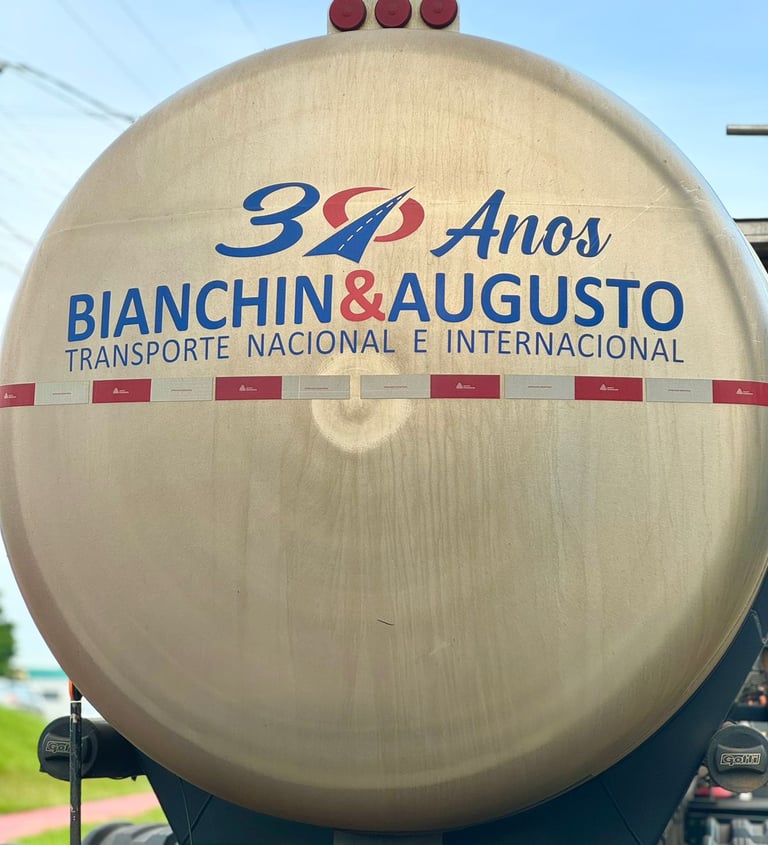 30 Anos
BIANCHIN&AUGUSTO
TRANSPORTE NACIONAL E INTERNACIONAL